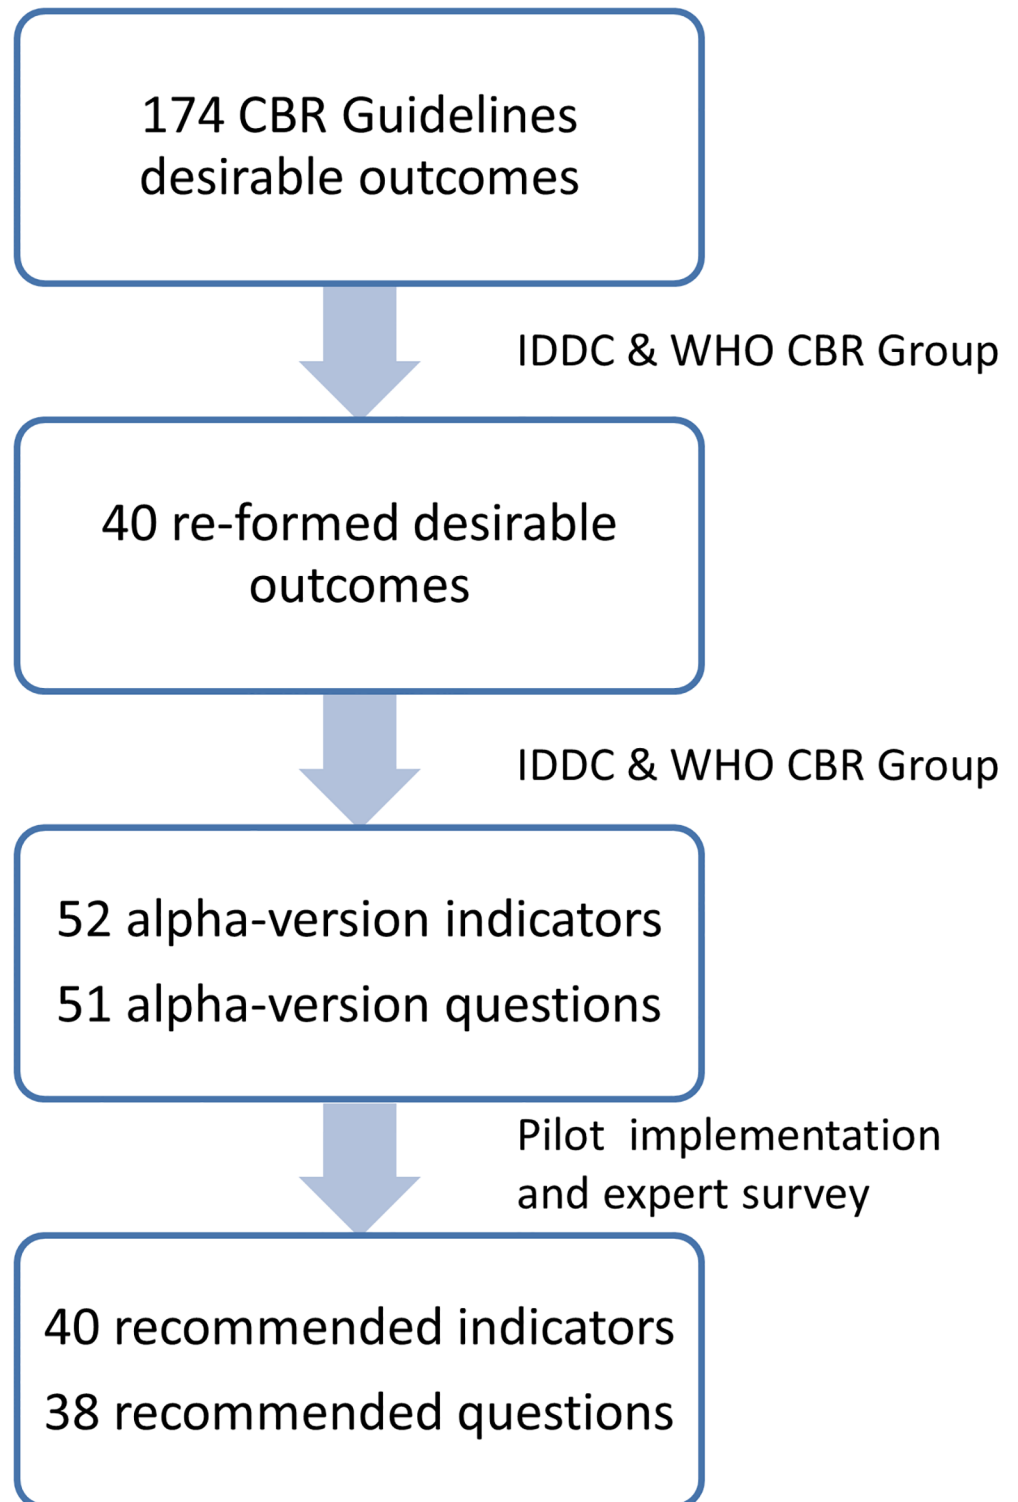 174 CBR Guidelines
desirable outcomes
IDDC & WHO CBR Group
40 re-formed desirable
outcomes
IDDC & WHO CBR Group
52 alpha-version indicators
51 alpha-version questions
Pilot  implementation
and expert survey
40 recommended indicators
38 recommended questions